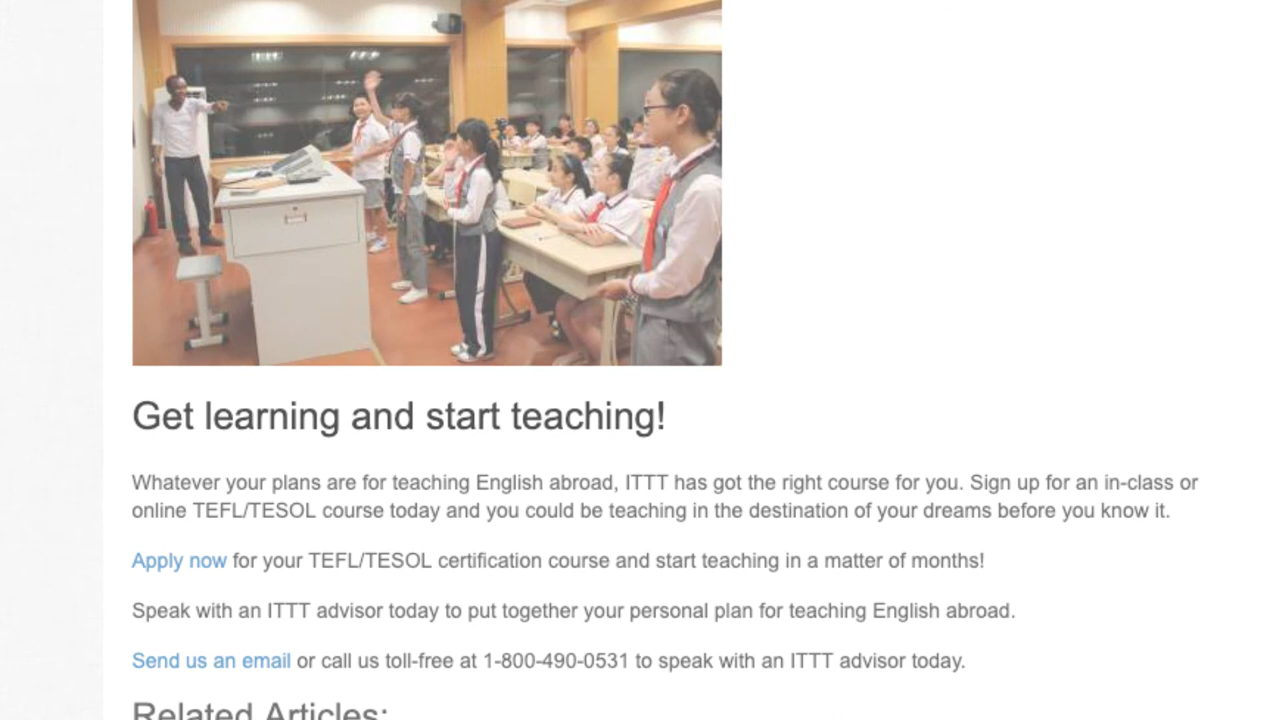 Get learning and start teaching!
Whatever your plans are for teaching English abroad, ITTT has got the right course for you. Sign up for an in-class or
online TEFL/TESOL course today and you could be teaching in the destination of your dreams before you know it.
Apply now for your TEFL/TESOL certification course and start teaching in a matter of months!
Speak with an ITTT advisor today to put together your personal plan for teaching English abroad.
Send us an email or call us toll-free at 1-800-490-0531 to speak with an ITTT advisor today.
Related Articles: